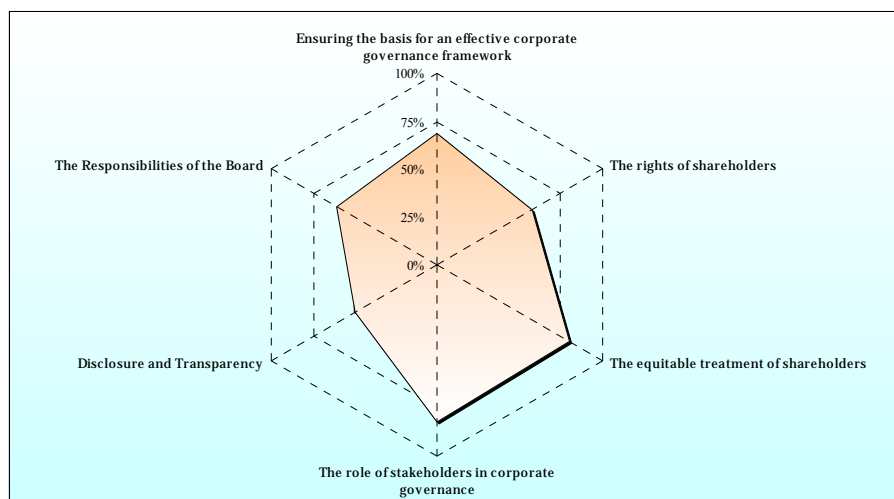 Ensuring the basis for an effective corporate
governance framework
100%
75%
50%
25%
0%
The Responsibilities of the Board
The rights of shareholders
Disclosure and Transparency
The equitable treatment of shareholders
The role of stakeholders in corporate
governance